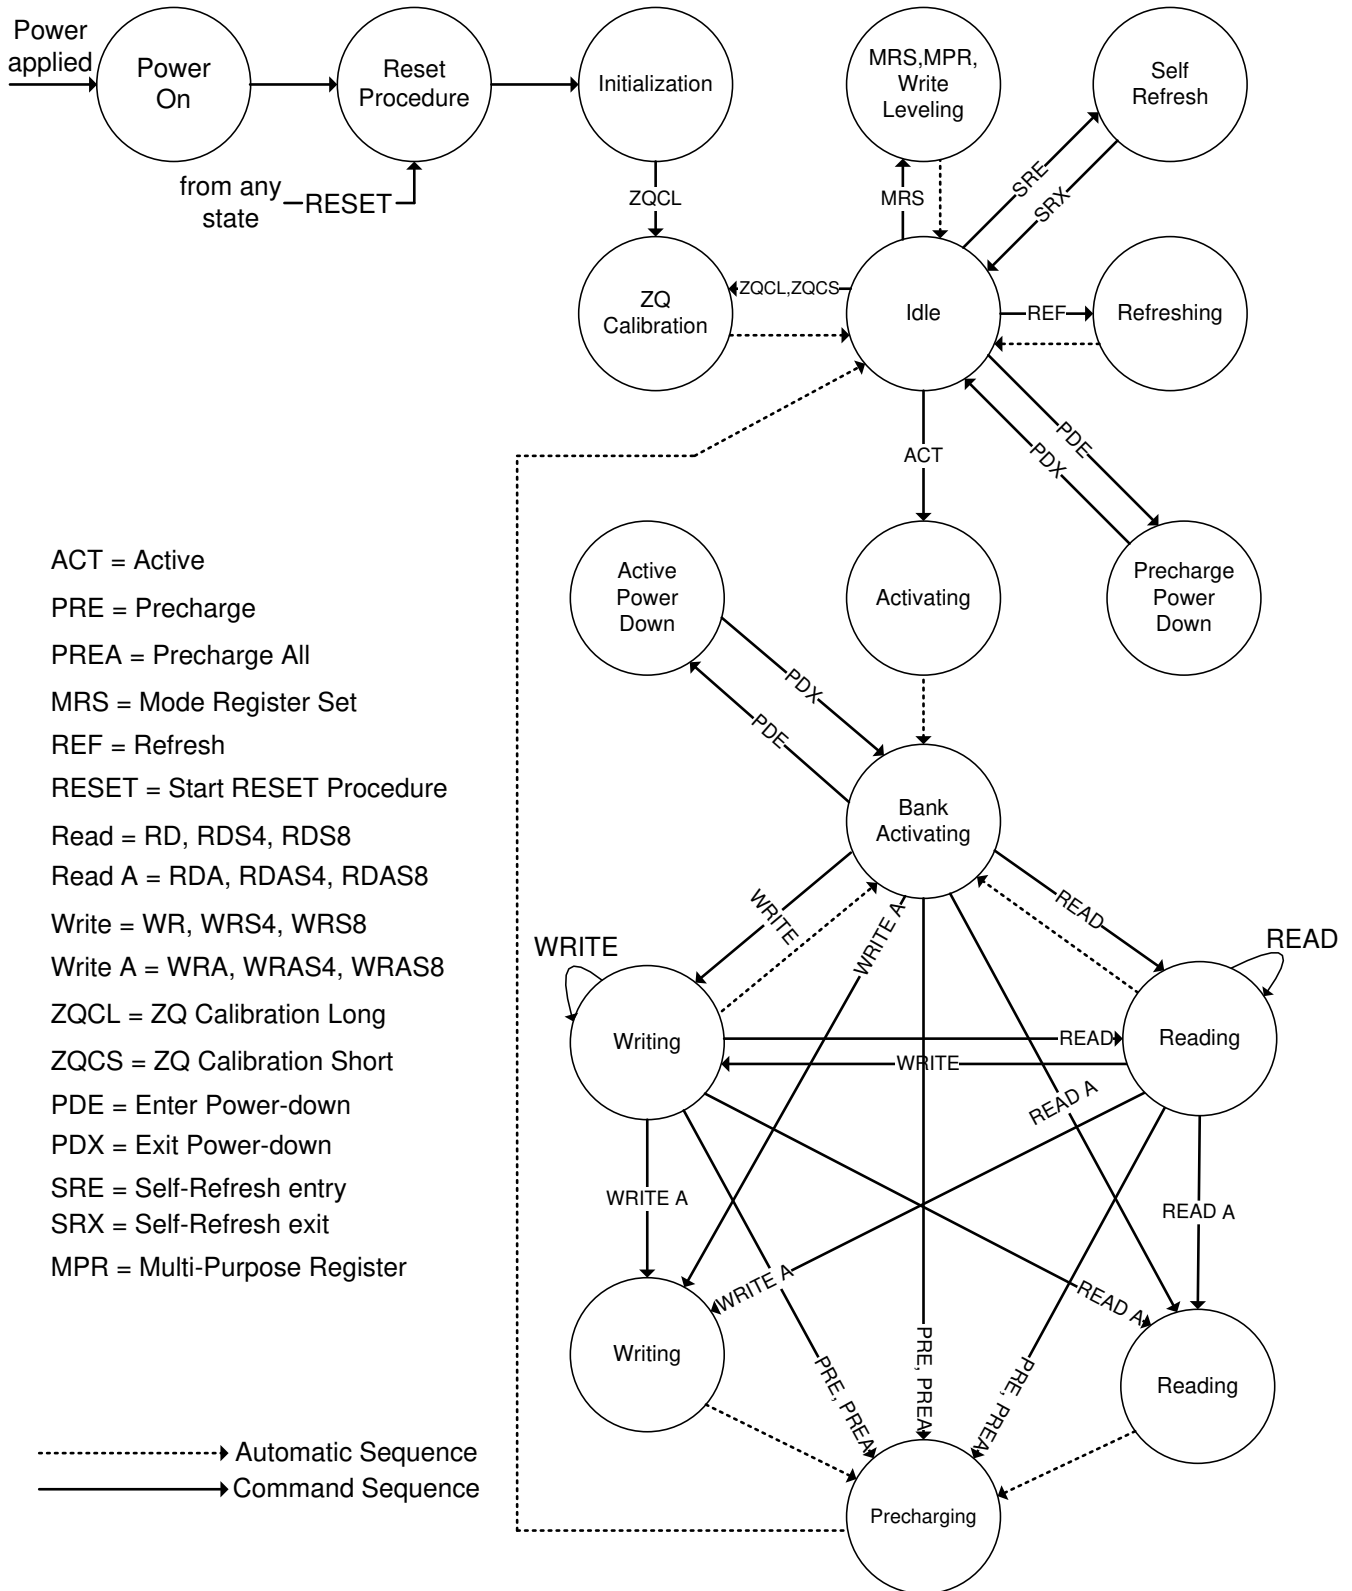 Power
applied
Power
On
Reset
Procedure
Initialization
MRS,MPR,
Write
Leveling
Self
Refresh
from any
state
RESET
ZQCL
MRS
SRE
SRX
ZQ
Calibration
ZQCL,ZQCS
Idle
REF
Refreshing
ACT
PDE
PDX
Active
Power
Down
Activating
Precharge
Power
Down
PDX
PDE
Bank
Activating
WRITE
WRITE A
READ
WRITE
READ
Writing
READ
Reading
WRITE
READ A
WRITE A
READ A
WRITE A
READ A
Writing
PRE, PREA
PRE, PREA
PRE, PREA
Reading
Precharging
ACT = Active
PRE = Precharge
PREA = Precharge All
MRS = Mode Register Set
REF = Refresh
RESET = Start RESET Procedure
Read = RD, RDS4, RDS8
Read A = RDA, RDAS4, RDAS8
Write = WR, WRS4, WRS8
Write A = WRA, WRAS4, WRAS8
ZQCL = ZQ Calibration Long
ZQCS = ZQ Calibration Short
PDE = Enter Power-down
PDX = Exit Power-down
SRE = Self-Refresh entry
SRX = Self-Refresh exit
MPR = Multi-Purpose Register
Automatic Sequence
Command Sequence